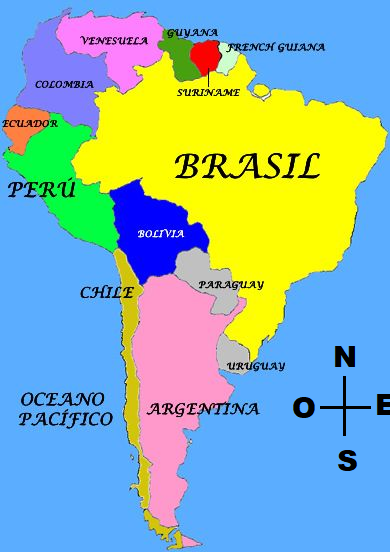 GUYANA
VENESUELA
FRENCH GUIANA
COLOMBIA
SURINAME
ECUADOR
BRASIL
PERÚ
BOLIVIA
PARAGUAY
CHILE
N
URUGUAY
OCEANO
PACÍFICO
ARGENTINA
O
E
S